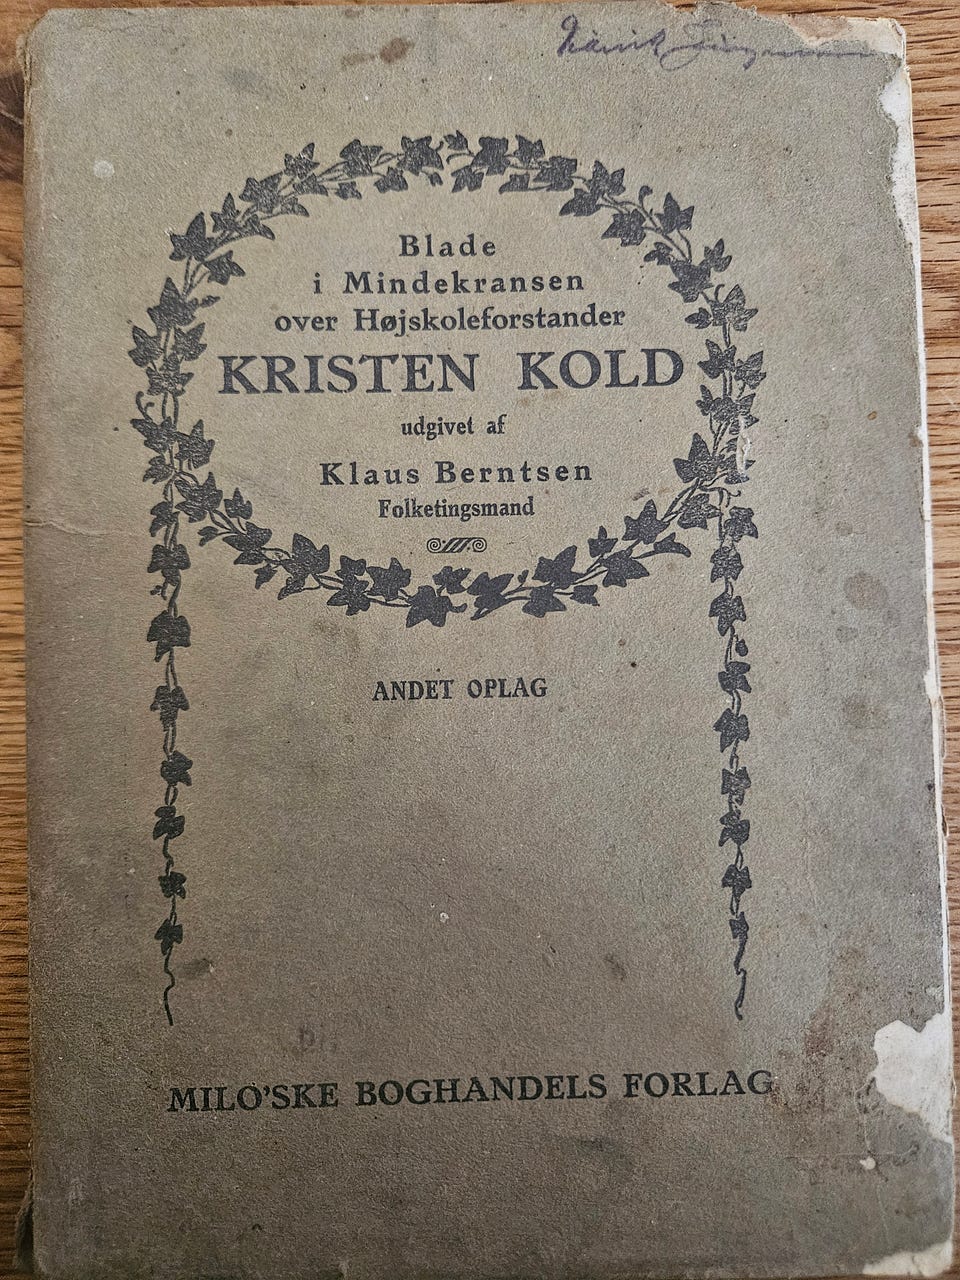 Blade
i Mindekransen
over Højskoleforstander
KRISTEN KOLD
udgivet af
Klaus Berntsen
Folketingsmand
ANDET OPLAG
MILO'SKE BOGHANDELS FORLAG